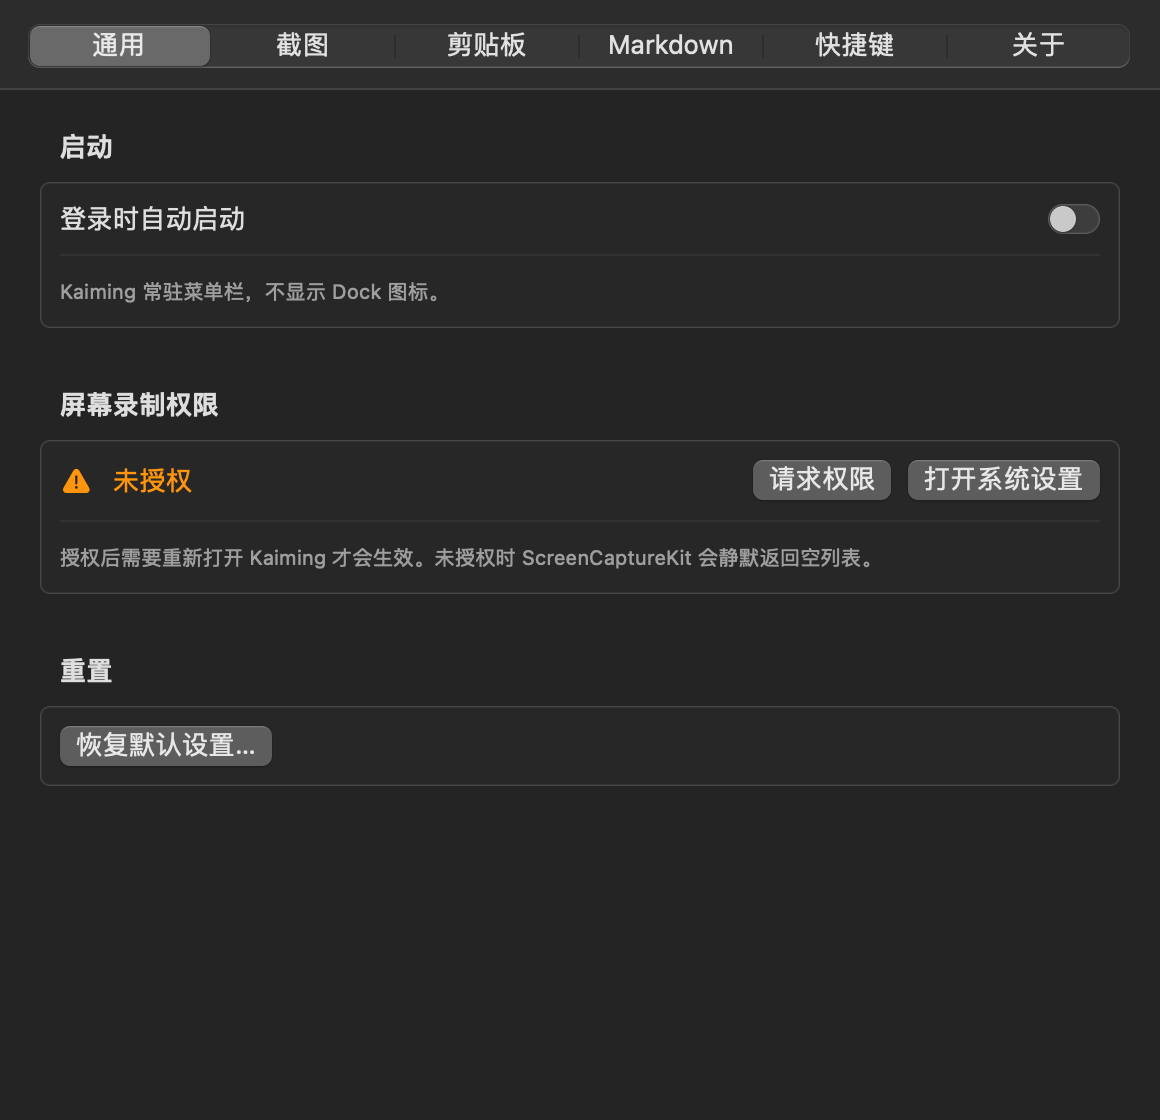 通用 截图 剪贴板 Markdown 快捷键 关于
启动
登录时自动启动
Kaiming 常驻菜单栏，不显示 Dock 图标。
屏幕录制权限
未授权 请求权限 打开系统设置
授权后需要重新打开 Kaiming 才会生效。未授权时 ScreenCaptureKit 会静默返回空列表。
重置
恢复默认设置...